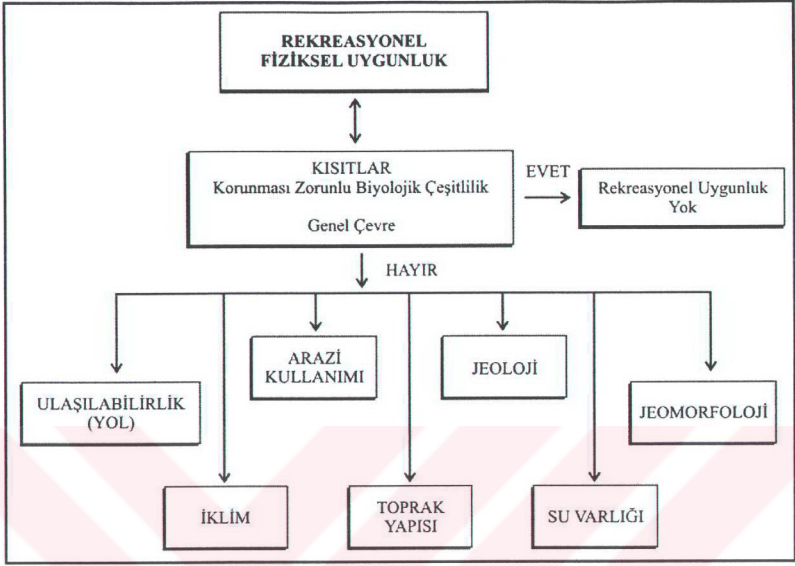 REKREASYONEL
FİZİKSEL UYGUNLUK
KISITLAR
Korunması Zorunlu Biyolojik Çeşitlilik
Genel Çevre
EVET
Rekreasyonel Uygunluk
Yok
HAYIR
ULAŞILABİLİRLİK
(YOL)
ARAZİ
KULLANIMI
JEOLOJİ
JEOMORFOLOJİ
İKLİM
TOPRAK
YAPISI
SU VARLIĞI